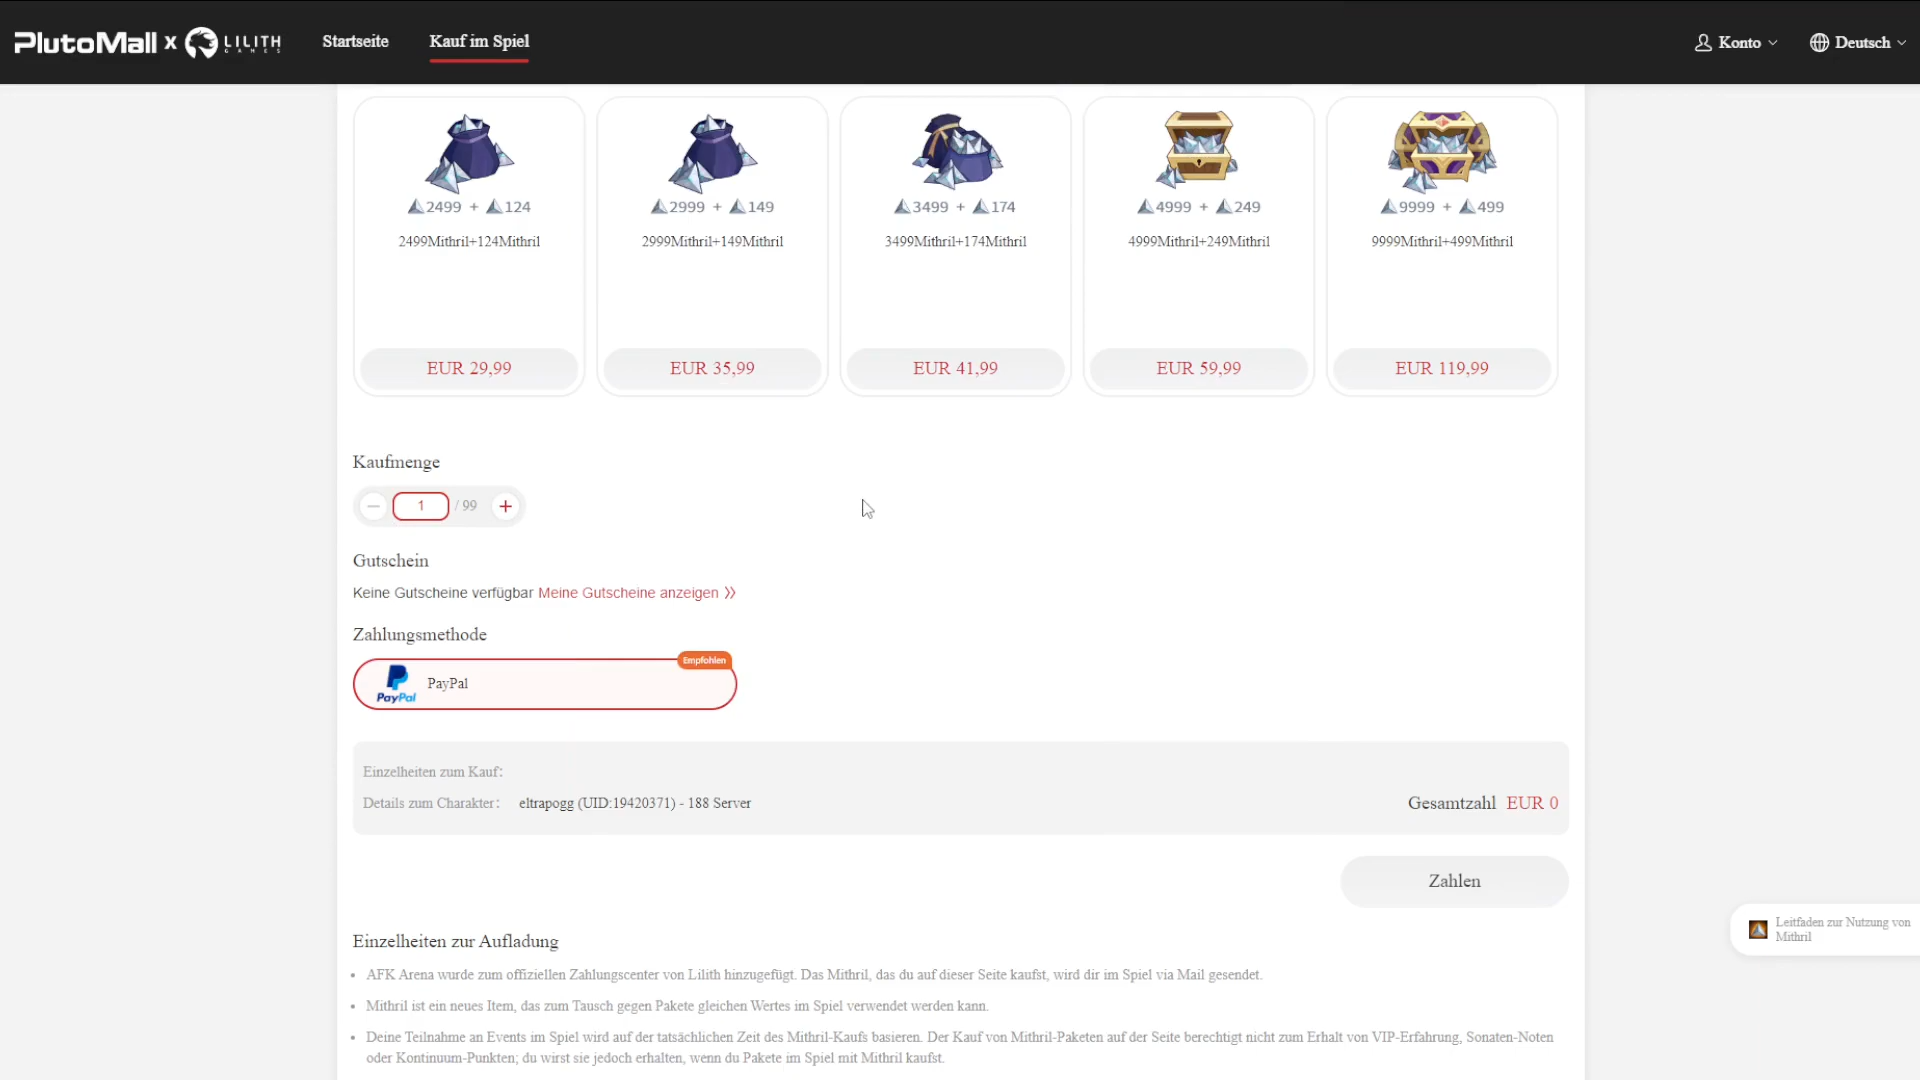 PlutoMall x LILITH GAMES
Startseite
Kauf im Spiel
Konto
Deutsch
2499 + 124
2999 + 149
3499 + 174
4999 + 249
9999 + 499
2499Mithril+124Mithril
2999Mithril+149Mithril
3499Mithril+174Mithril
4999Mithril+249Mithril
9999Mithril+499Mithril
EUR 29,99
EUR 35,99
EUR 41,99
EUR 59,99
EUR 119,99
Kaufmenge
1 / 99
Gutschein
Keine Gutscheine verfügbar Meine Gutscheine anzeigen
Zahlungsmethode
Empfohlen
PayPal PayPal
Einzelheiten zum Kauf:
Details zum Charakter: eltrapogg (UID:19420371) - 188 Server
Gesamtzahl EUR 0
Zahlen
Leitfaden zur Nutzung von
Mithril
Einzelheiten zur Aufladung
• AFK Arena wurde zum offiziellen Zahlungscenter von Lilith hinzugefügt. Das Mithril, das du auf dieser Seite kaufst, wird dir im Spiel via Mail gesendet.
• Mithril ist ein neues Item, das zum Tausch gegen Pakete gleichen Wertes im Spiel verwendet werden kann.
• Deine Teilnahme an Events im Spiel wird auf der tatsächlichen Zeit des Mithril-Kaufs basieren. Der Kauf von Mithril-Paketen auf der Seite berechtigt nicht zum Erhalt von VIP-Erfahrung, Sonaten-Noten
oder Kontinuum-Punkten; du wirst sie jedoch erhalten, wenn du Pakete im Spiel mit Mithril kaufst.